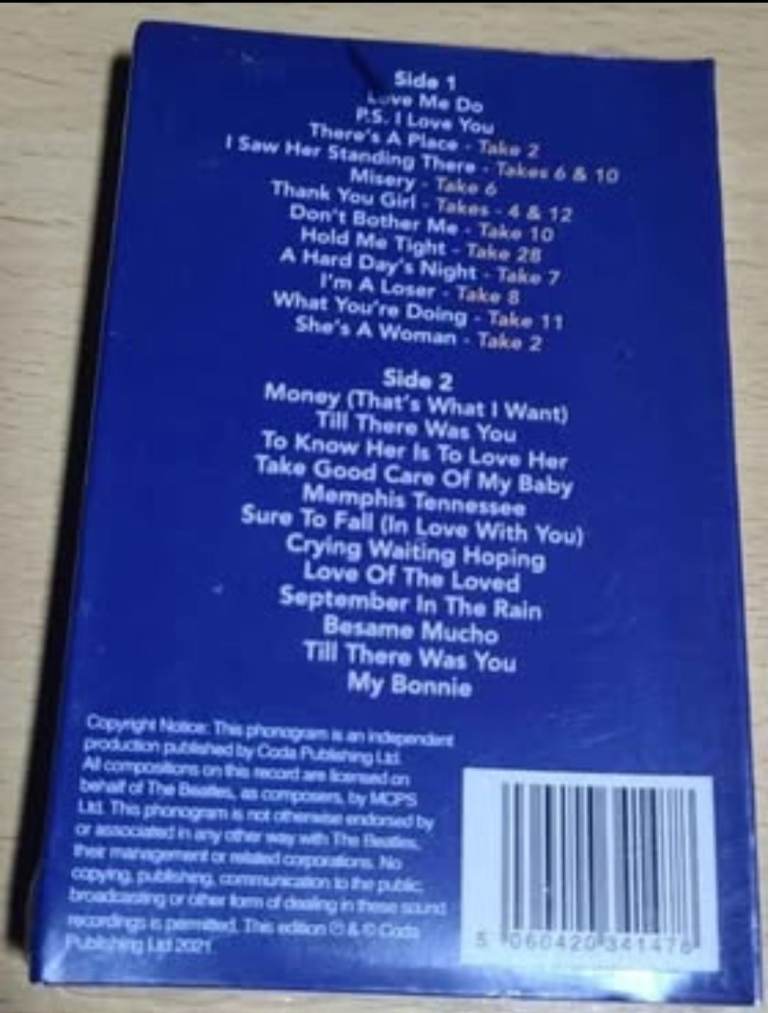 Side 1
Love Me Do
P.S. I Love You
There's A Place - Take 2
I Saw Her Standing There - Takes 6 & 10
Misery - Take 6
Thank You Girl - Takes - 4 & 12
Don't Bother Me - Take 10
Hold Me Tight - Take 28
A Hard Day's Night - Take 7
I'm A Loser - Take 8
What You're Doing - Take 11
She's A Woman - Take 2
Side 2
Money (That's What I Want)
Till There Was You
To Know Her Is To Love Her
Take Good Care Of My Baby
Memphis Tennessee
Sure To Fall (In Love With You)
Crying Waiting Hoping
Love Of The Loved
September In The Rain
Besame Mucho
Till There Was You
My Bonnie
Copyright Notice: This phonogram is an independent
production published by Coda Publishing Ltd.
All compositions on this record are licensed on
behalf of The Beatles, as composers, by MCPS
Ltd. This phonogram is not otherwise endorsed by
or associated in any other way with The Beatles,
their management or related corporations. No
copying, publishing, communication to the public,
broadcasting or other form of dealing in these sound
recordings is permitted. This edition ℗ & © Coda
Publishing Ltd 2021.
5 060420 341478